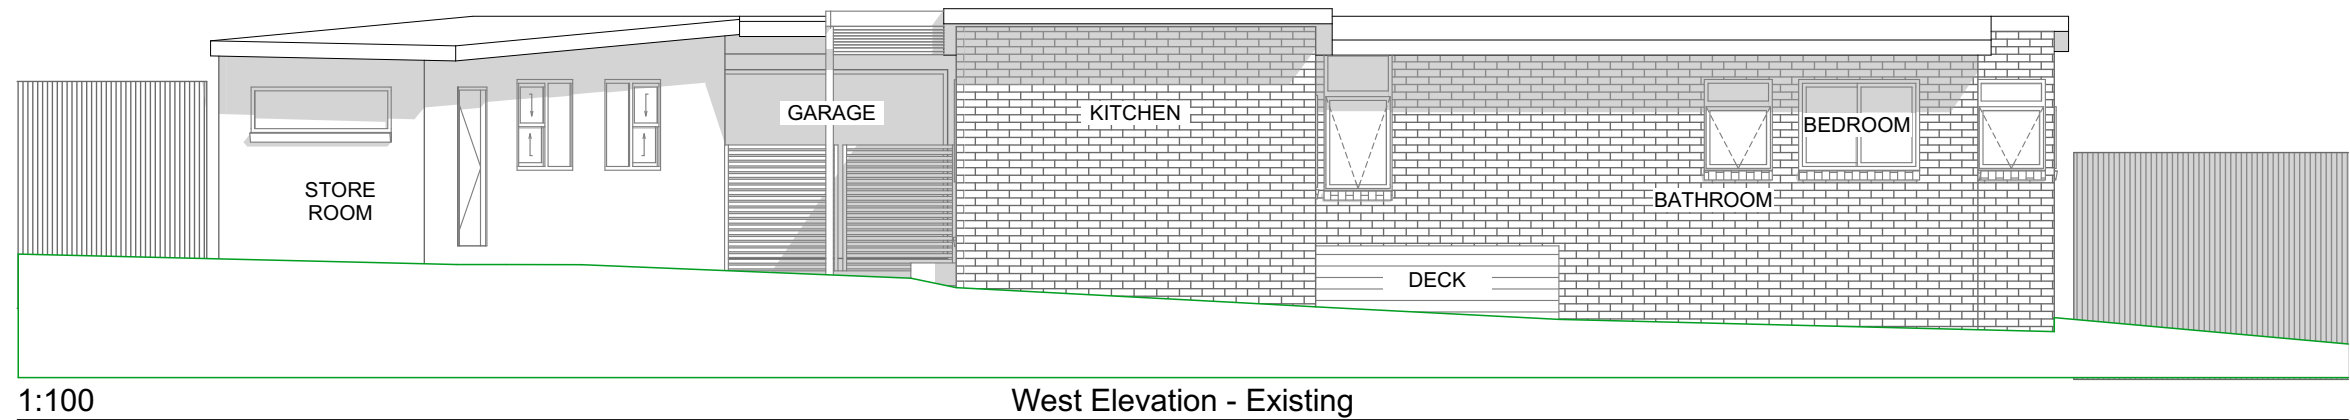 GARAGE
KITCHEN
BEDROOM
STORE
ROOM
BATHROOM
DECK
1:100
West Elevation - Existing